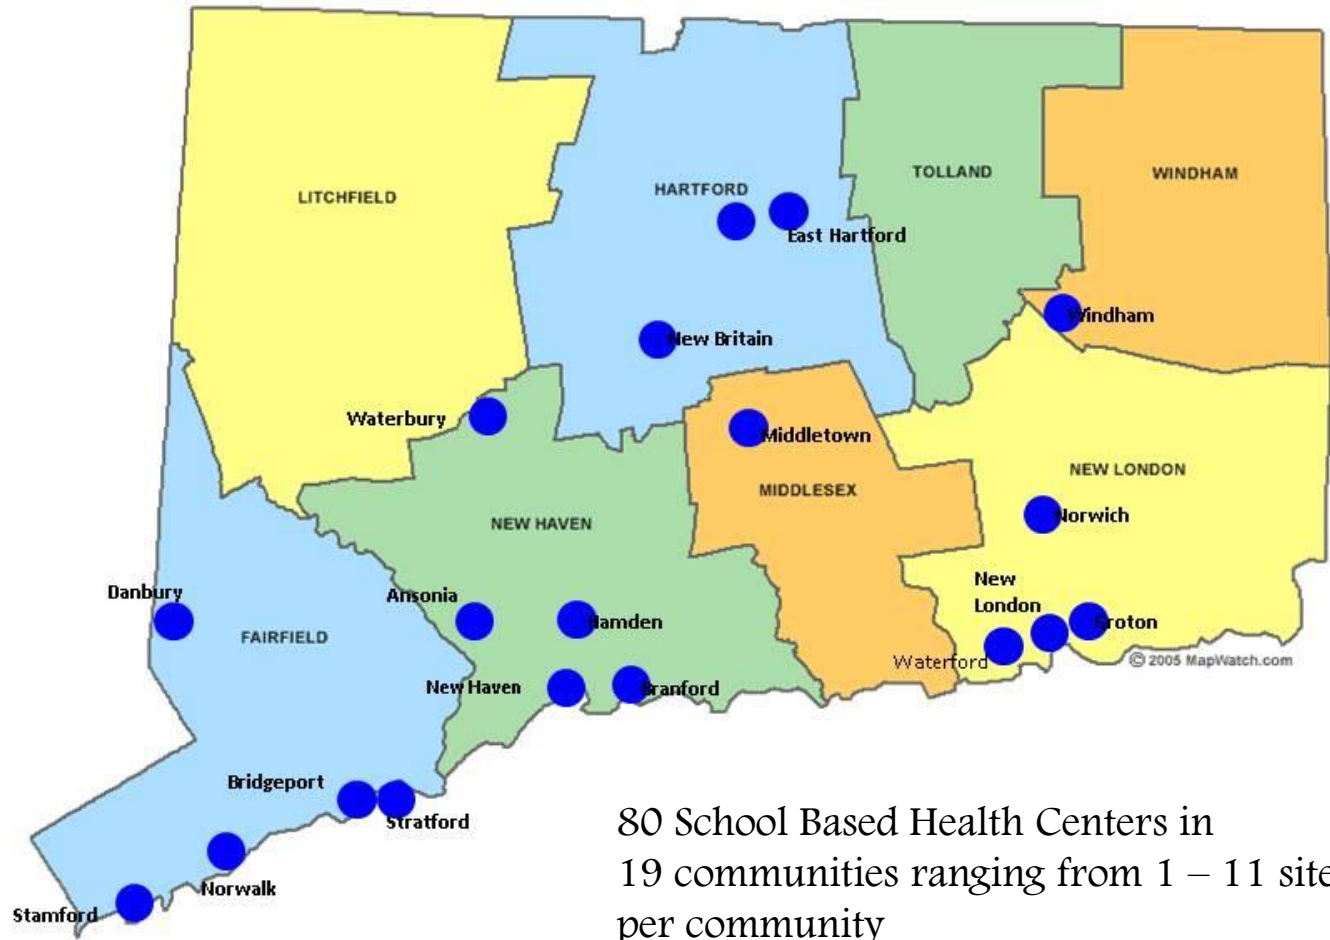 LITCHFIELD
HARTFORD
TOLLAND
WINDHAM
East Hartford
New Britain
Windham
Waterbury
Middletown
MIDDLESEX
NEW LONDON
NEW HAVEN
Norwich
Danbury
Ansonia
Hamden
New
London
Groton
FAIRFIELD
Waterford
© 2005 MapWatch.com
New Haven
Branford
Bridgeport
Stratford
Norwalk
Stamford
80 School Based Health Centers in
19 communities ranging from 1 – 11 site
per community